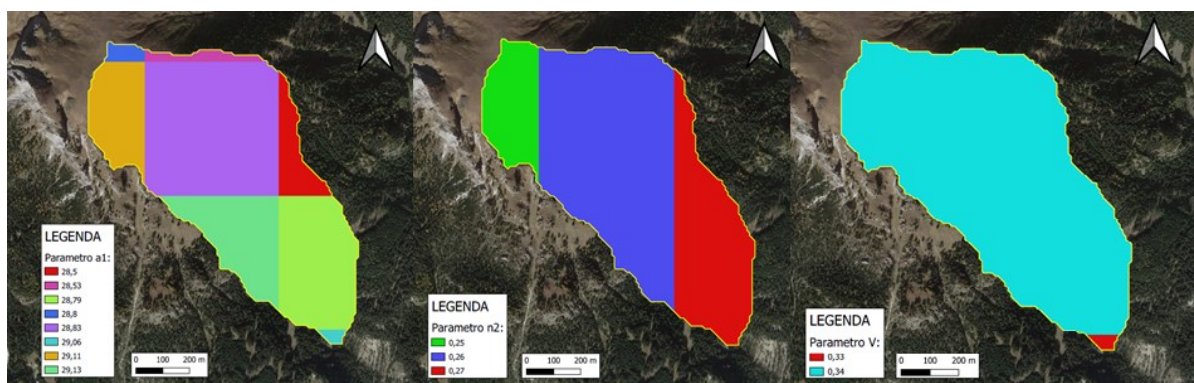 LEGENDA
Parametro a1:
28,5
28,53
28,79
28,8
28,83
29,06
29,11
29,13
0 100 200 m
LEGENDA
Parametro n2:
0,25
0,26
0,27
0 100 200 m
LEGENDA
Parametro V:
0,33
0,34
0 100 200 m